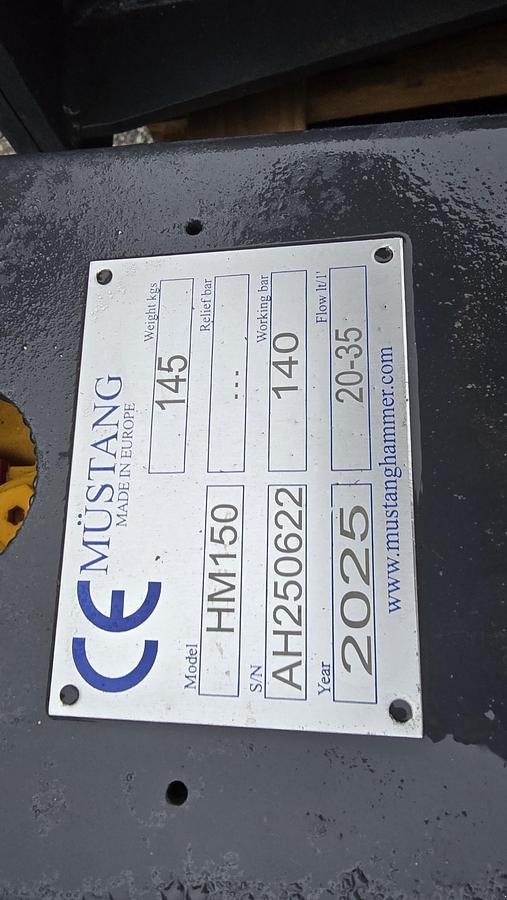 CE MÜSTANG
MADE IN EUROPE
Weight kgs
145
Model
HM150
Relief bar
...
S/N
AH250622
Working bar
140
Year
2025
Flow lt/1'
20-35
www.mustanghammer.com